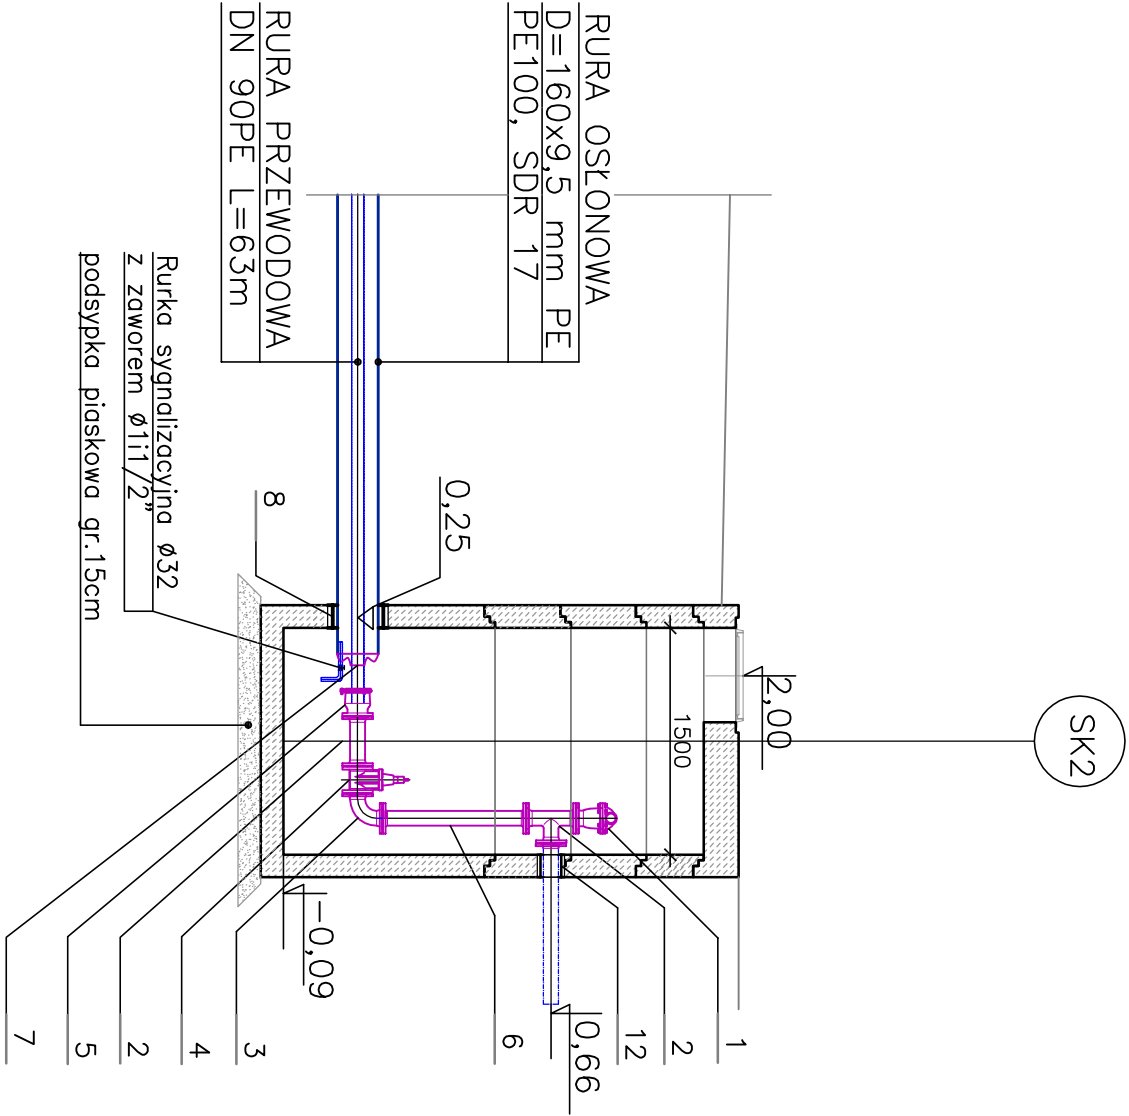 SK2
2,00
1500
RURA OSŁONOWA
D=160x9,5 mm PE
PE100, SDR 17
RURA PRZEWODOWA
DN 90PE L=63m
0,25
8
Rurka sygnalizacyjna ø32
z zaworem ø1i1/2"
podsypka piaskowa gr.15cm
1
2
12
0,66
6
-0,09
3
4
2
5
7